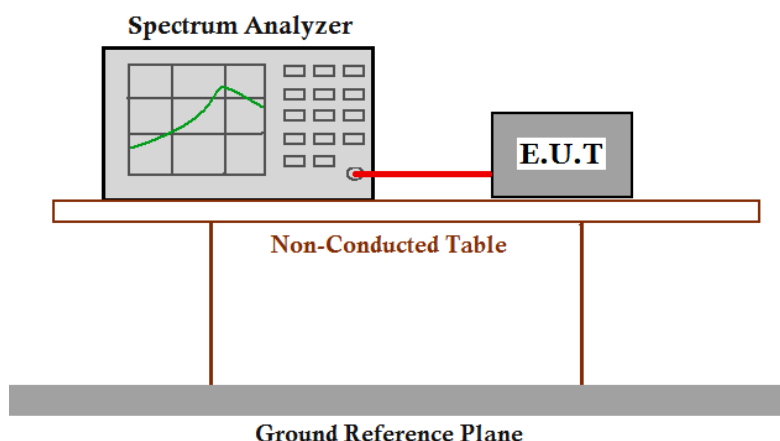 Spectrum Analyzer
E.U.T
Non-Conducted Table
Ground Reference Plane